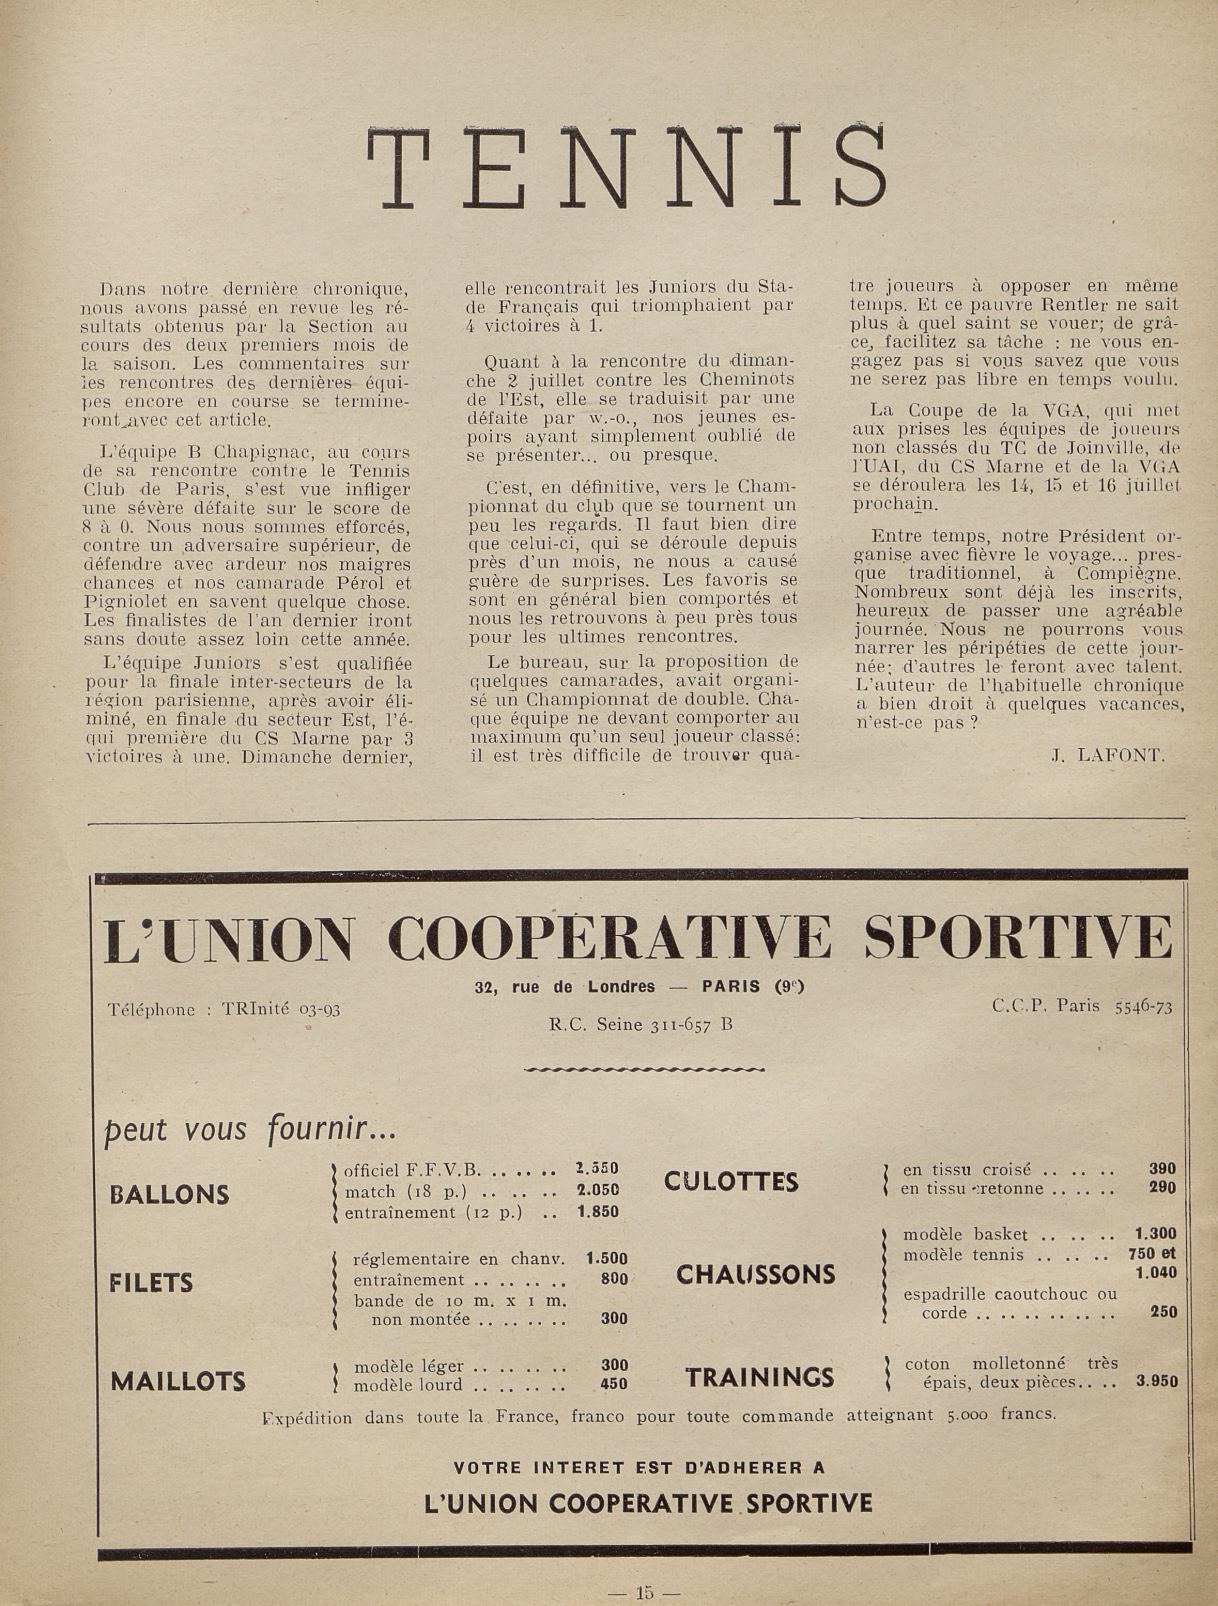 TENNIS
Dans notre dernière chronique,
nous avons passé en revue les ré-
sultats obtenus par la Section au
cours des deux premiers mois de
la saison. Les commentaires sur
les rencontres des dernières équi-
pes encore en course se termine-
ront avec cet article.
L'équipe B Chapignac, au cours
de sa rencontre contre le Tennis
Club de Paris, s'est vue infliger
une sévère défaite sur le score de
8 à 0. Nous nous sommes efforcés,
contre un adversaire supérieur, de
défendre avec ardeur nos maigres
chances et nos camarade Pérol et
Pigniolet en savent quelque chose.
Les finalistes de l'an dernier iront
sans doute assez loin cette année.
L'équipe Juniors s'est qualifiée
pour la finale inter-secteurs de la
région parisienne, après avoir éli-
miné, en finale du secteur Est, l'é-
qui première du CS Marne par 3
victoires à une. Dimanche dernier,
elle rencontrait les Juniors du Sta-
de Français qui triomphaient par
4 victoires à 1.
Quant à la rencontre du diman-
che 2 juillet contre les Cheminots
de l'Est, elle se traduisit par une
défaite par w.-o., nos jeunes es-
poirs ayant simplement oublié de
se présenter... ou presque.
C'est, en définitive, vers le Cham-
pionnat du club que se tournent un
peu les regards. Il faut bien dire
que celui-ci, qui se déroule depuis
près d'un mois, ne nous a causé
guère de surprises. Les favoris se
sont en général bien comportés et
nous les retrouvons à peu près tous
pour les ultimes rencontres.
Le bureau, sur la proposition de
quelques camarades, avait organi-
sé un Championnat de double. Cha-
que équipe ne devant comporter au
maximum qu'un seul joueur classé:
il est très difficile de trouver qua-
tre joueurs à opposer en même
temps. Et ce pauvre Rentler ne sait
plus à quel saint se vouer; de grâ-
ce, facilitez sa tâche : ne vous en-
gagez pas si vous savez que vous
ne serez pas libre en temps voulu.
La Coupe de la VGA, qui met
aux prises les équipes de joueurs
non classés du TC de Joinville, de
l'UAI, du CS Marne et de la VGA
se déroulera les 14, 15 et 16 juillet
prochain.
Entre temps, notre Président or-
ganise avec fièvre le voyage... pres-
que traditionnel, à Compiègne.
Nombreux sont déjà les inscrits,
heureux de passer une agréable
journée. Nous ne pourrons vous
narrer les péripéties de cette jour-
née; d'autres le feront avec talent.
L'auteur de l'habituelle chronique
a bien droit à quelques vacances,
n'est-ce pas ?
J. LAFONT.
L'UNION COOPÉRATIVE SPORTIVE
32, rue de Londres — PARIS (9e)
Téléphone : TRInité 03-93
C.C.P. Paris 5546-73
R.C. Seine 311-657 B
peut vous fournir...
BALLONS
officiel F.F.V.B. .. .. .. 2.550
match (18 p.) .. .. .. 2.050
entraînement (12 p.) .. 1.850
FILETS
réglementaire en chanv. 1.500
entraînement .. .. .. .. 800
bande de 10 m. x 1 m.
non montée .. .. .. .. 300
MAILLOTS
modèle léger .. .. .. .. 300
modèle lourd .. .. .. .. 450
CULOTTES
en tissu croisé .. .. .. 390
en tissu cretonne .. .. .. 290
CHAUSSONS
modèle basket .. .. .. 1.300
modèle tennis .. .. .. 750 et
1.040
espadrille caoutchouc ou
corde .. .. .. .. .. .. 250
TRAININGS
coton molletonné très
épais, deux pièces.. .. 3.950
Expédition dans toute la France, franco pour toute commande atteignant 5.000 francs.
VOTRE INTERET EST D'ADHERER A
L'UNION COOPERATIVE SPORTIVE
— 15 —